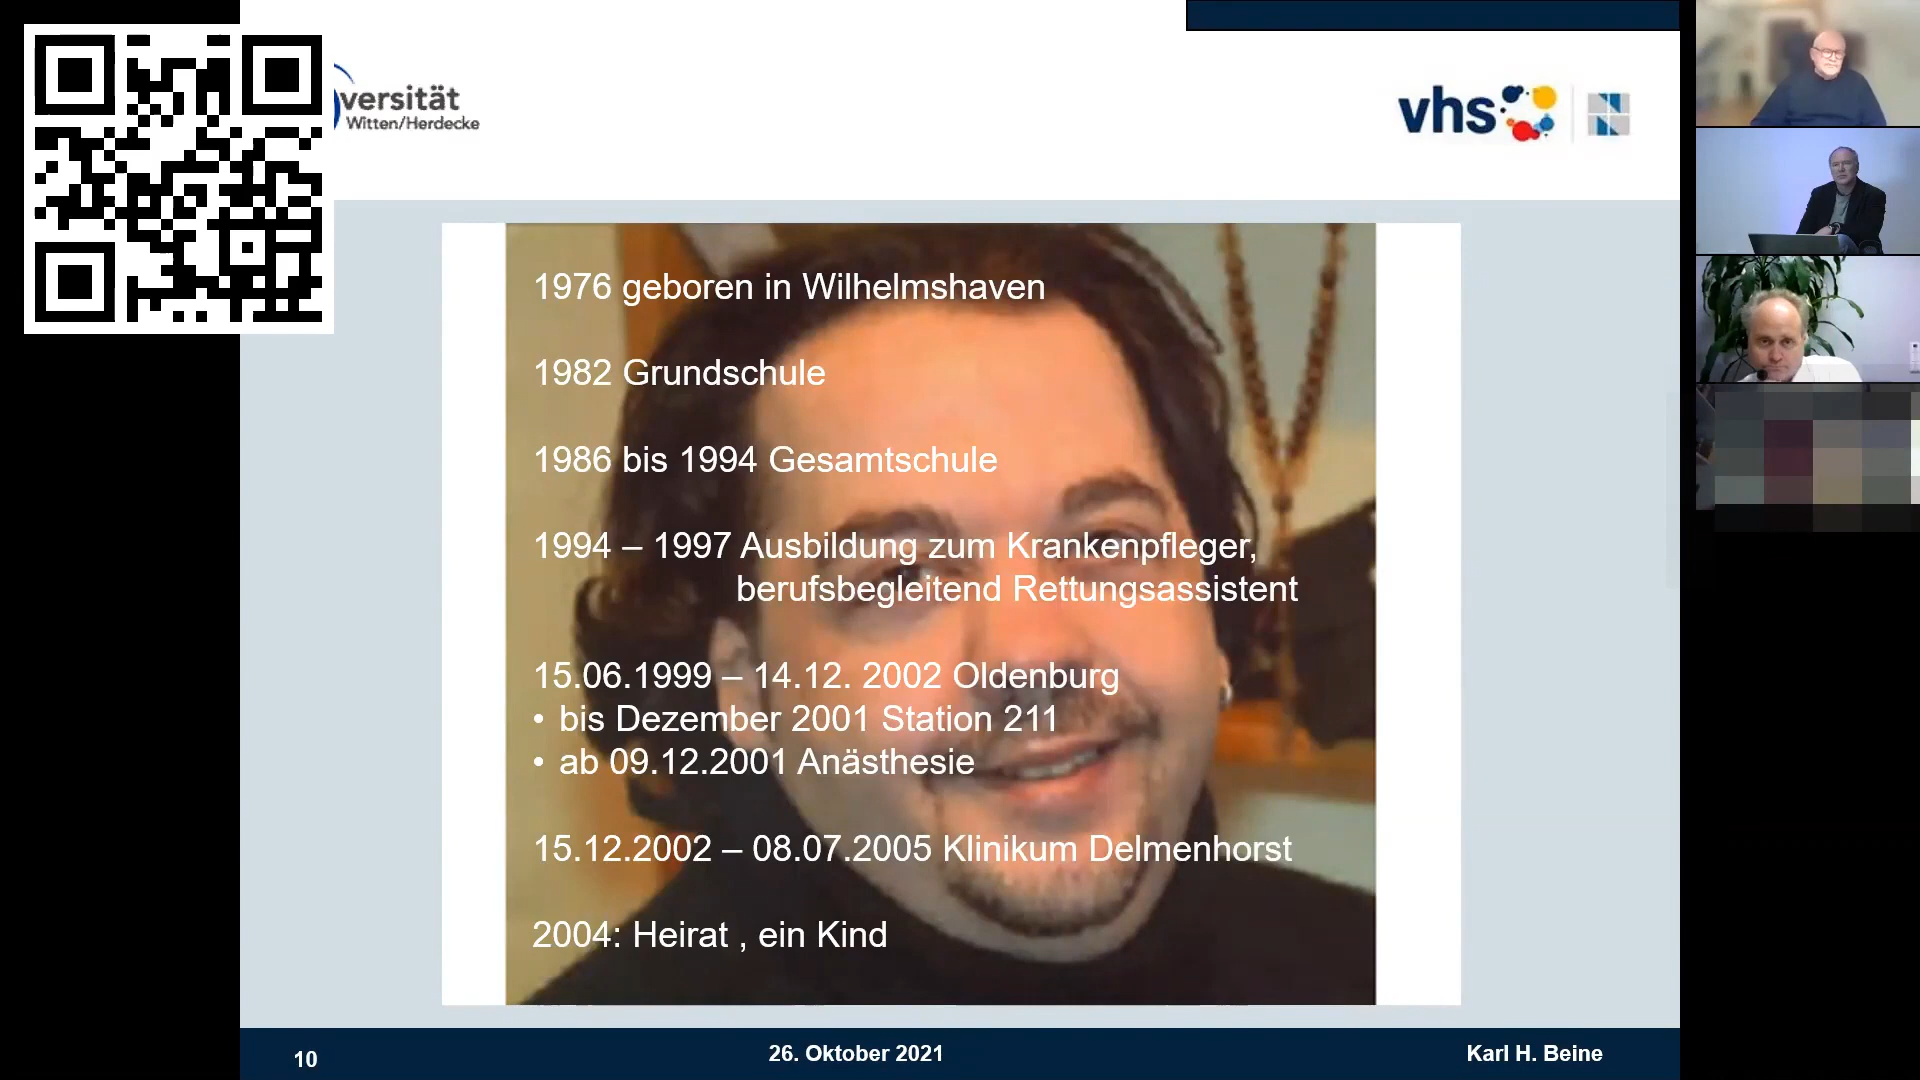 versität
Witten/Herdecke
vhs
1976 geboren in Wilhelmshaven
1982 Grundschule
1986 bis 1994 Gesamtschule
1994 – 1997 Ausbildung zum Krankenpfleger,
berufsbegleitend Rettungsassistent
15.06.1999 – 14.12. 2002 Oldenburg
• bis Dezember 2001 Station 211
• ab 09.12.2001 Anästhesie
15.12.2002 – 08.07.2005 Klinikum Delmenhorst
2004: Heirat , ein Kind
10
26. Oktober 2021
Karl H. Beine